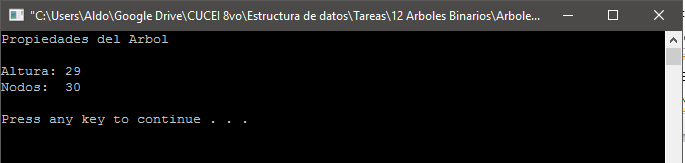 "C:\Users\Aldo\Google Drive\CUCEI 8vo\Estructura de datos\Tareas\12 Arboles Binarios\Arbole...
Propiedades del Arbol
Altura: 29
Nodos:  30
Press any key to continue . . .